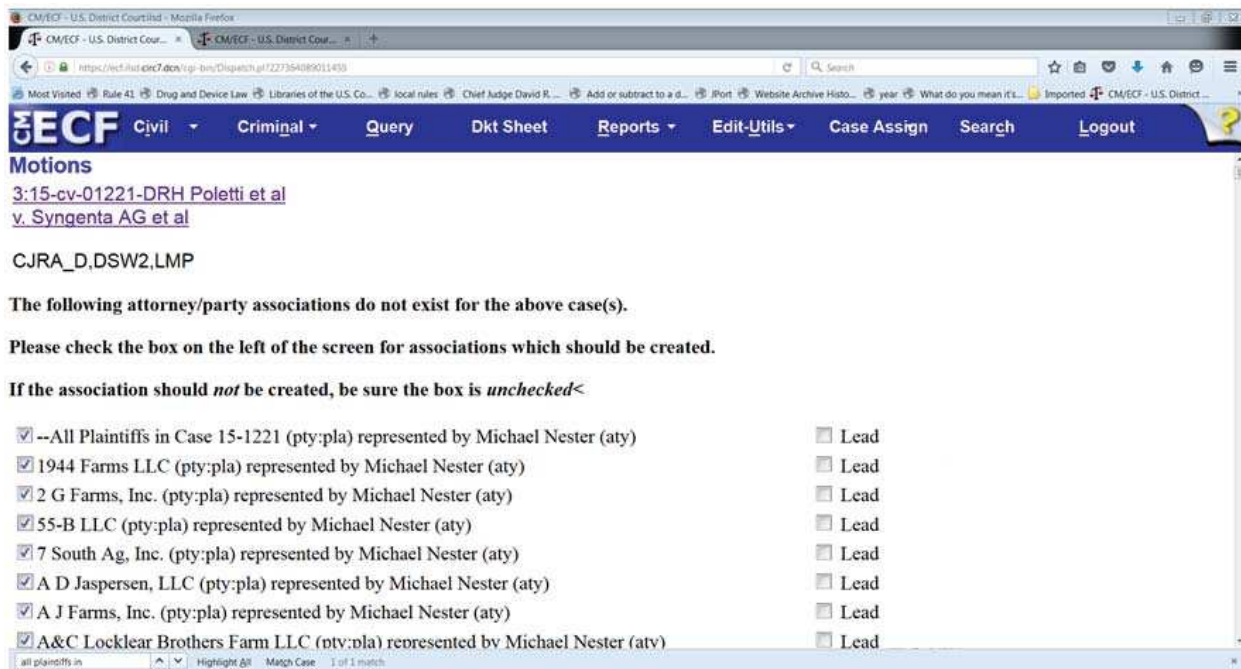 CM/ECF - U.S. District Court:ilsd - Mozilla Firefox
CM/ECF - U.S. District Cour... × CM/ECF - U.S. District Cour... × +
Search
Most Visited Rule 41 Drug and Device Law Libraries of the U.S. Co... local rules Chief Judge David R. ... Add or subtract to a d... JPort Website Archive Histo... year What do you mean it's... Imported CM/ECF - U.S. District ...
CM ECF Civil Criminal Query Dkt Sheet Reports Edit-Utils Case Assign Search Logout ?
Motions
3:15-cv-01221-DRH Poletti et al
v. Syngenta AG et al
CJRA_D,DSW2,LMP
The following attorney/party associations do not exist for the above case(s).
Please check the box on the left of the screen for associations which should be created.
If the association should not be created, be sure the box is unchecked<
--All Plaintiffs in Case 15-1221 (pty:pla) represented by Michael Nester (aty) Lead
1944 Farms LLC (pty:pla) represented by Michael Nester (aty) Lead
2 G Farms, Inc. (pty:pla) represented by Michael Nester (aty) Lead
55-B LLC (pty:pla) represented by Michael Nester (aty) Lead
7 South Ag, Inc. (pty:pla) represented by Michael Nester (aty) Lead
A D Jaspersen, LLC (pty:pla) represented by Michael Nester (aty) Lead
A J Farms, Inc. (pty:pla) represented by Michael Nester (aty) Lead
A&C Locklear Brothers Farm LLC (pty:pla) represented by Michael Nester (aty) Lead
all plaintiffs in Highlight All Match Case 1 of 1 match